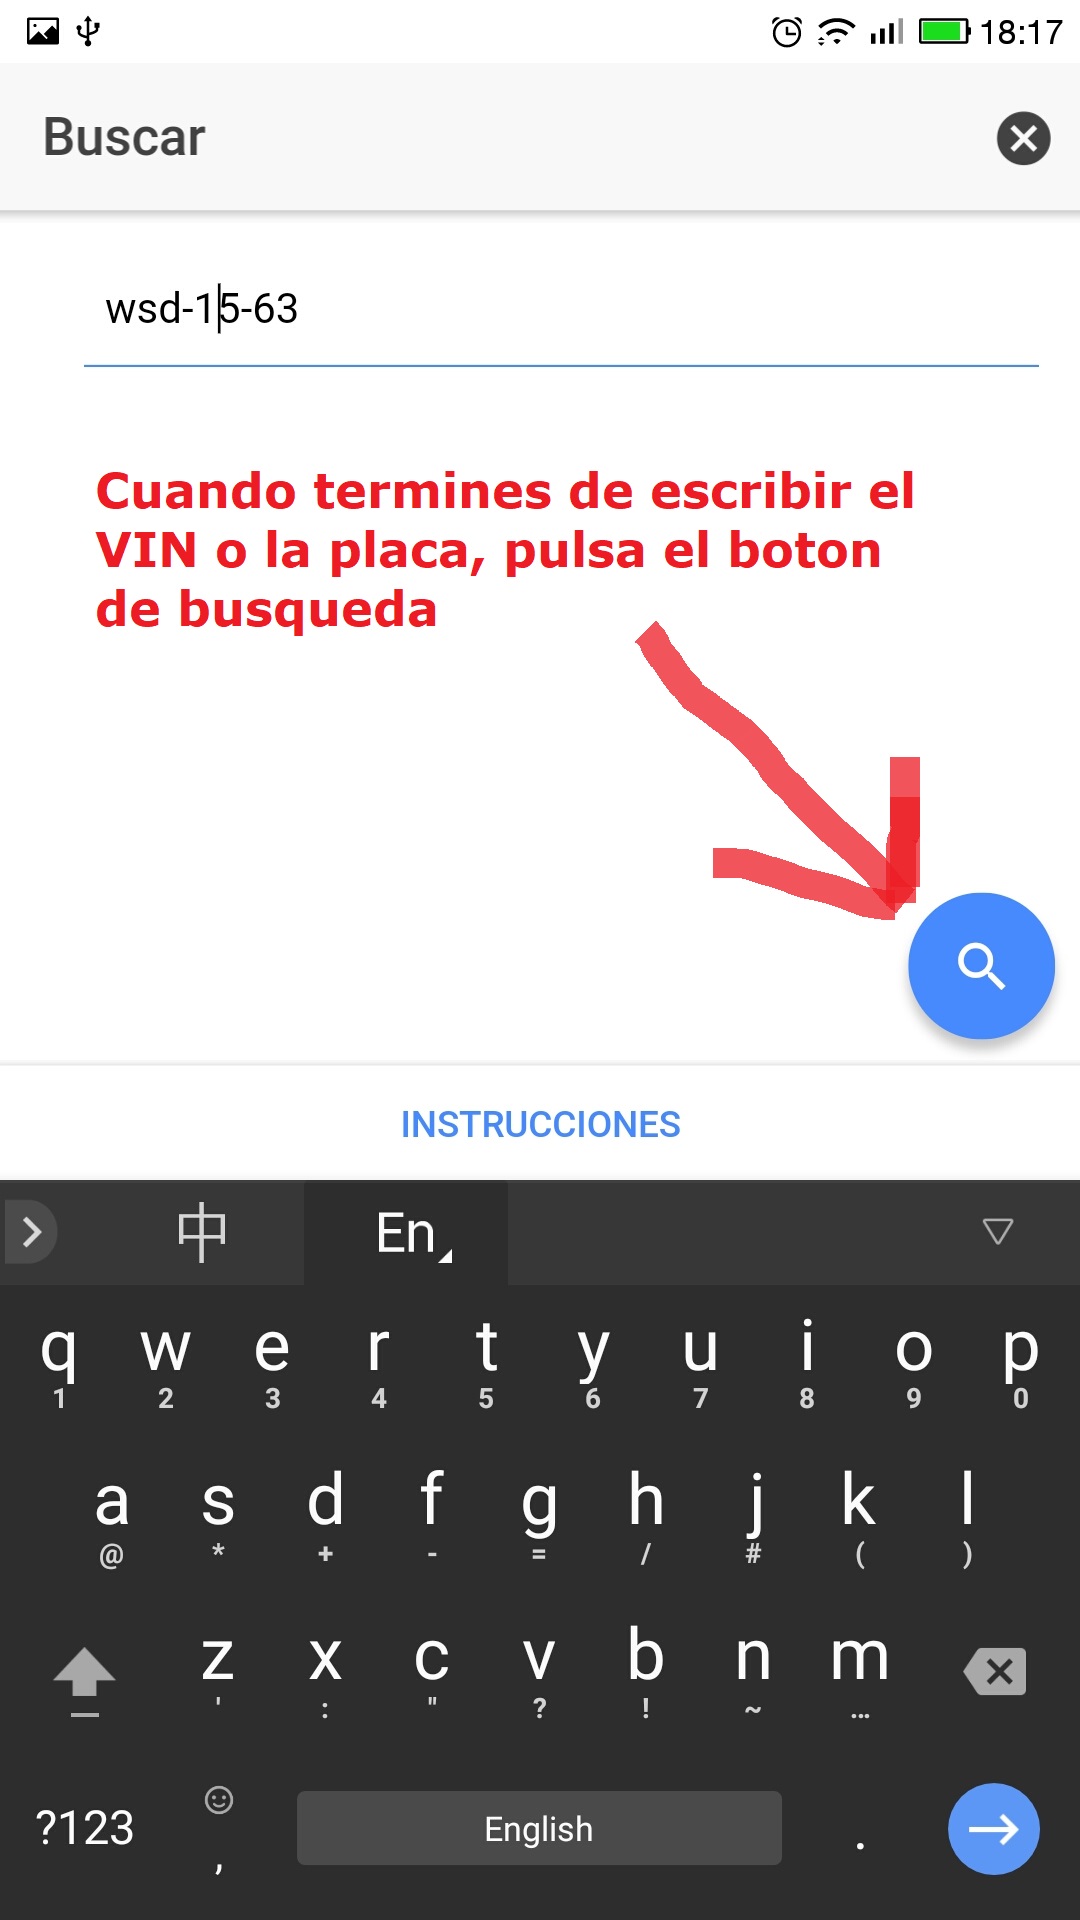 18:17
Buscar
wsd-15-63
Cuando termines de escribir el
VIN o la placa, pulsa el boton
de busqueda
INSTRUCCIONES
中 En
q w e r t y u i o p
1 2 3 4 5 6 7 8 9 0
a s d f g h j k l
@ * + - = / # ( )
z x c v b n m
' : " ? ! ~ …
?123 , English .